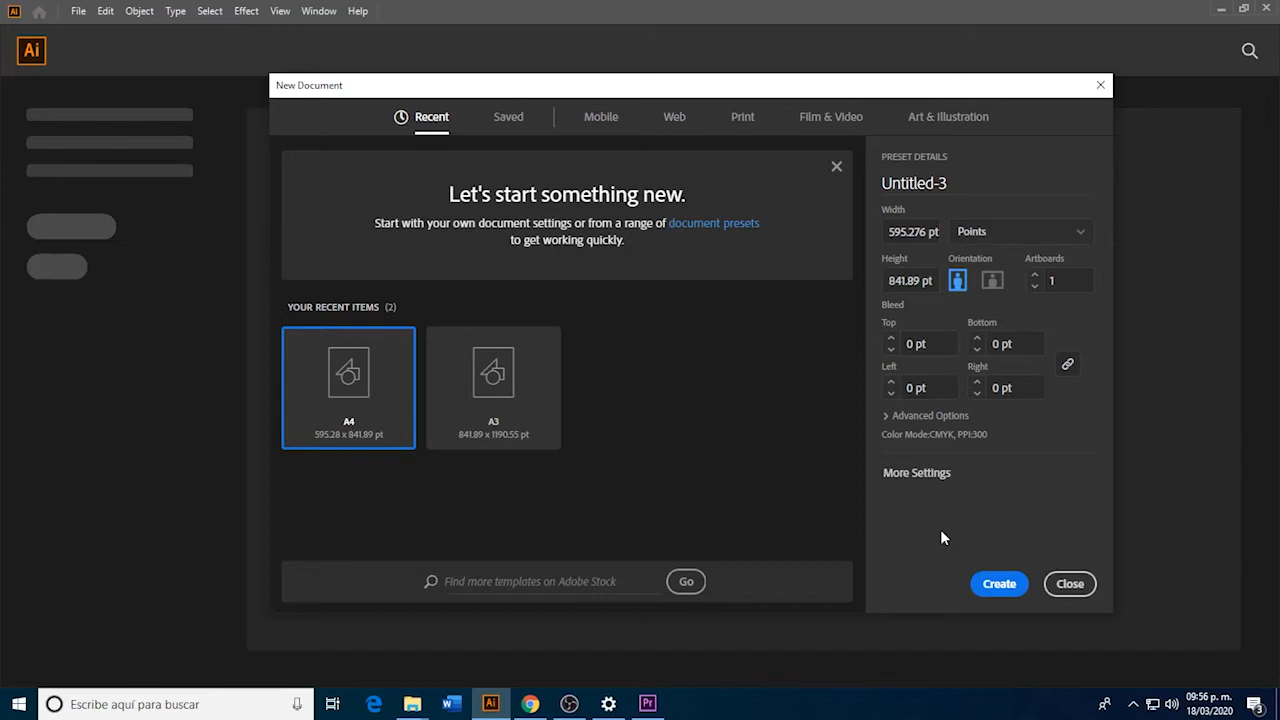 Ai
File Edit Object Type Select Effect View Window Help
Ai
New Document
Recent Saved Mobile Web Print Film & Video Art & Illustration
Let's start something new.
Start with your own document settings or from a range of document presets
to get working quickly.
YOUR RECENT ITEMS (2)
A4
595.28 x 841.89 pt
A3
841.89 x 1190.55 pt
Find more templates on Adobe Stock Go
PRESET DETAILS
Untitled-3
Width
595.276 pt Points
Height Orientation Artboards
841.89 pt 1
Bleed
Top Bottom
0 pt 0 pt
Left Right
0 pt 0 pt
Advanced Options
Color Mode:CMYK, PPI:300
More Settings
Create Close
Escribe aquí para buscar
W
Ai
Pr
09:56 p. m.
18/03/2020
3